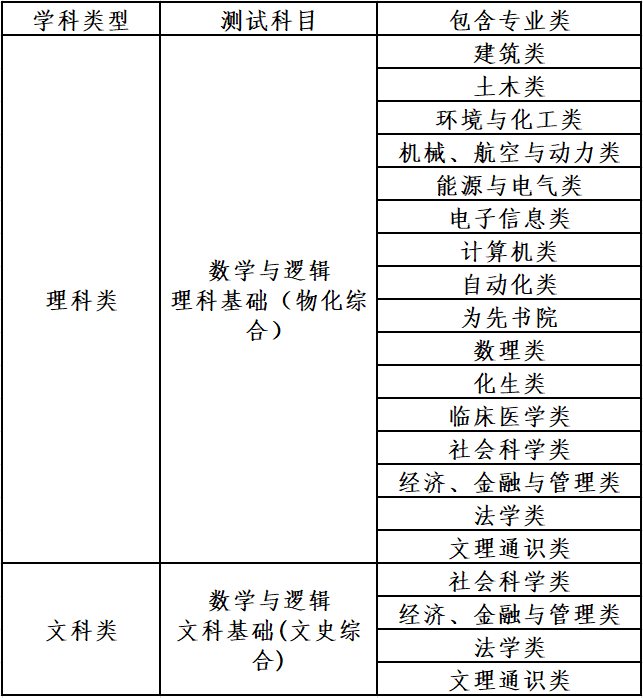 学科类型 测试科目 包含专业类
理科类
数学与逻辑
理科基础（物化综
合）
建筑类
土木类
环境与化工类
机械、航空与动力类
能源与电气类
电子信息类
计算机类
自动化类
为先书院
数理类
化生类
临床医学类
社会科学类
经济、金融与管理类
法学类
文理通识类
文科类
数学与逻辑
文科基础(文史综
合)
社会科学类
经济、金融与管理类
法学类
文理通识类